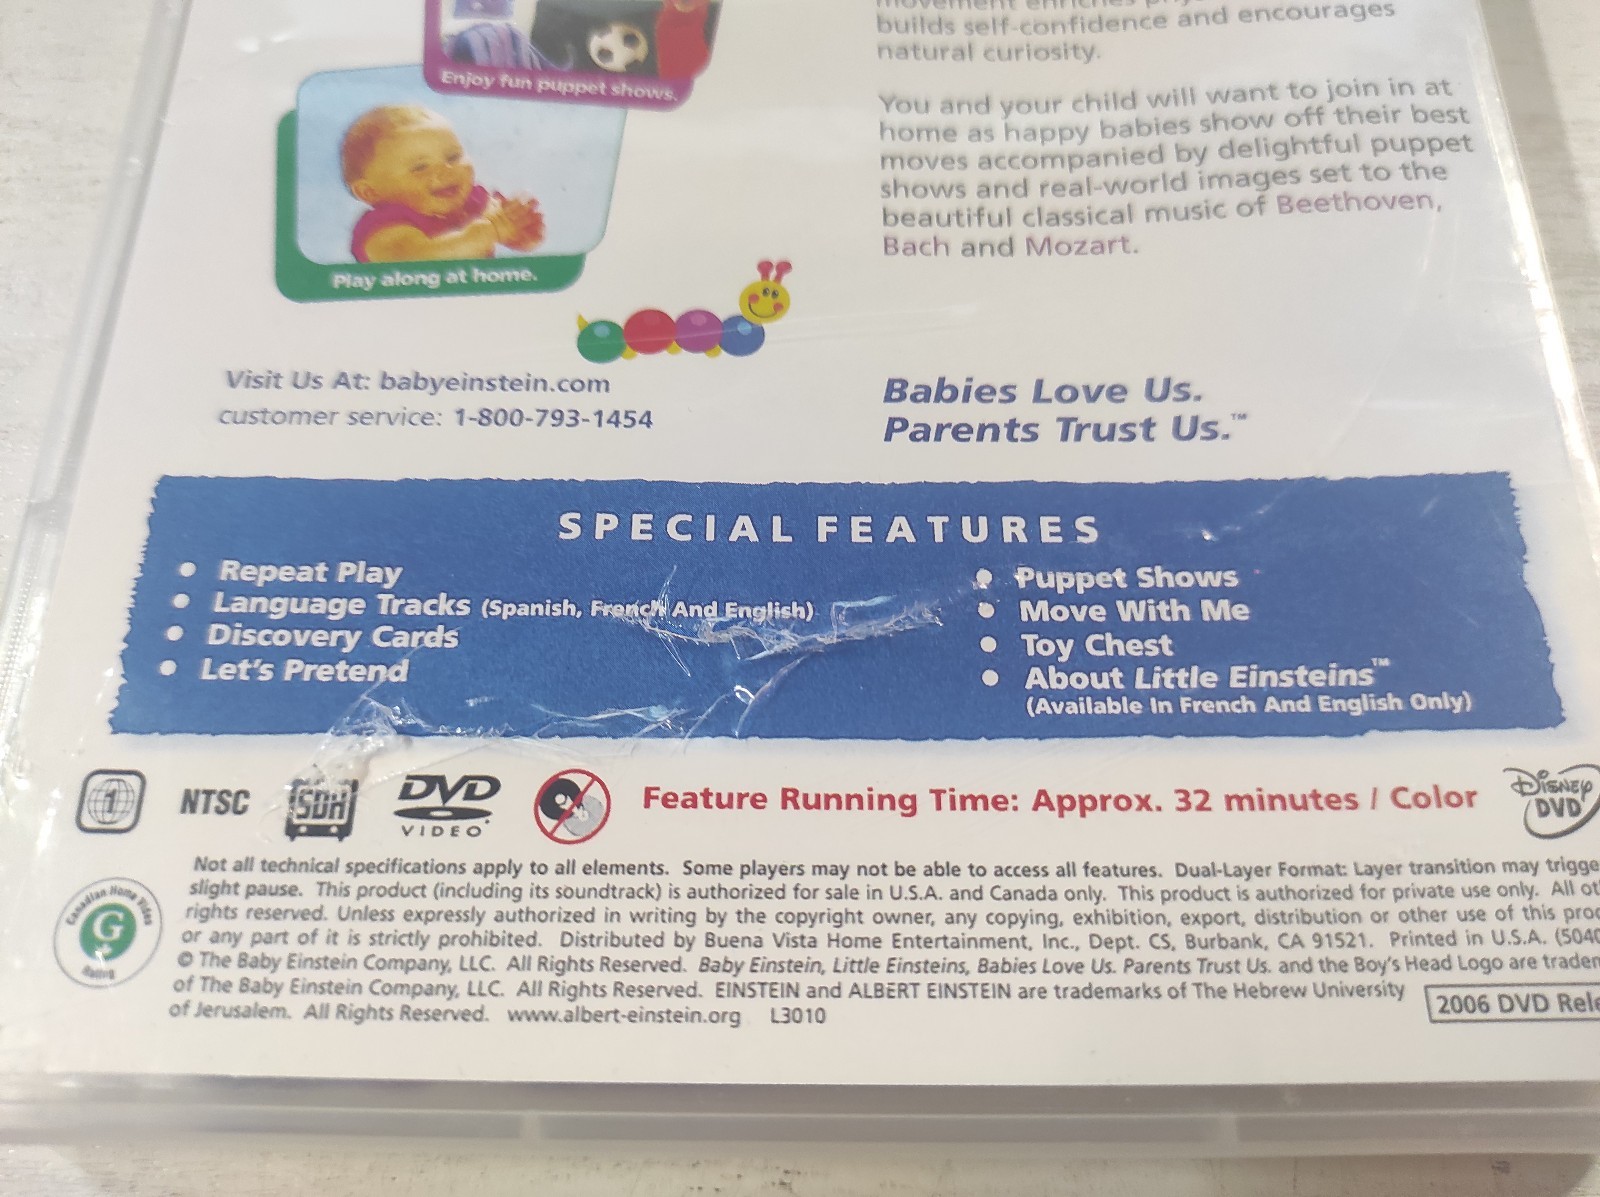 Enjoy fun puppet shows.
Play along at home.
Visit Us At: babyeinstein.com
customer service: 1-800-793-1454
movement enriches
builds self-confidence and encourages
natural curiosity.
You and your child will want to join in at
home as happy babies show off their best
moves accompanied by delightful puppet
shows and real-world images set to the
beautiful classical music of Beethoven,
Bach and Mozart.
Babies Love Us.
Parents Trust Us.™
SPECIAL FEATURES
• Repeat Play
• Language Tracks (Spanish, French And English)
• Discovery Cards
• Let's Pretend
• Puppet Shows
• Move With Me
• Toy Chest
• About Little Einsteins™
(Available In French And English Only)
1
NTSC
SDH
DVD
VIDEO
Feature Running Time: Approx. 32 minutes / Color
Disney
DVD
Canadian Home Video
G
Rating
Not all technical specifications apply to all elements. Some players may not be able to access all features. Dual-Layer Format: Layer transition may
slight pause. This product (including its soundtrack) is authorized for sale in U.S.A. and Canada only. This product is authorized for private use only. All
rights reserved. Unless expressly authorized in writing by the copyright owner, any copying, exhibition, export, distribution or other use of this
or any part of it is strictly prohibited. Distributed by Buena Vista Home Entertainment, Inc., Dept. CS, Burbank, CA 91521. Printed in U.S.A.
© The Baby Einstein Company, LLC. All Rights Reserved. Baby Einstein, Little Einsteins, Babies Love Us. Parents Trust Us. and the Boy's Head Logo are
of The Baby Einstein Company, LLC. All Rights Reserved. EINSTEIN and ALBERT EINSTEIN are trademarks of The Hebrew University
of Jerusalem. All Rights Reserved. www.albert-einstein.org L3010
2006 DVD